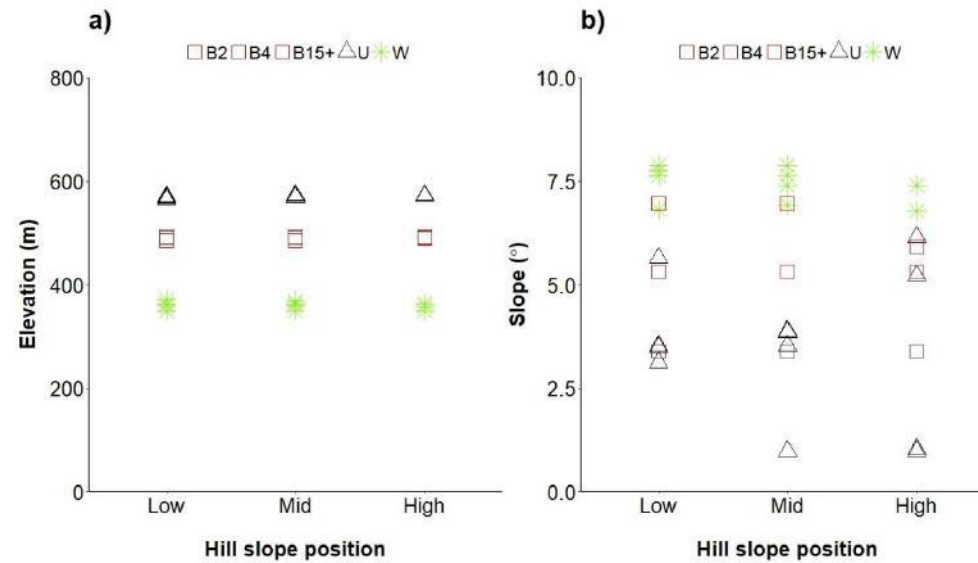 a)
B2 B4 B15+ U W
800
600
400
200
0
Elevation (m)
Low Mid High
Hill slope position
b)
B2 B4 B15+ U W
10.0
7.5
5.0
2.5
0.0
Slope (°)
Low Mid High
Hill slope position